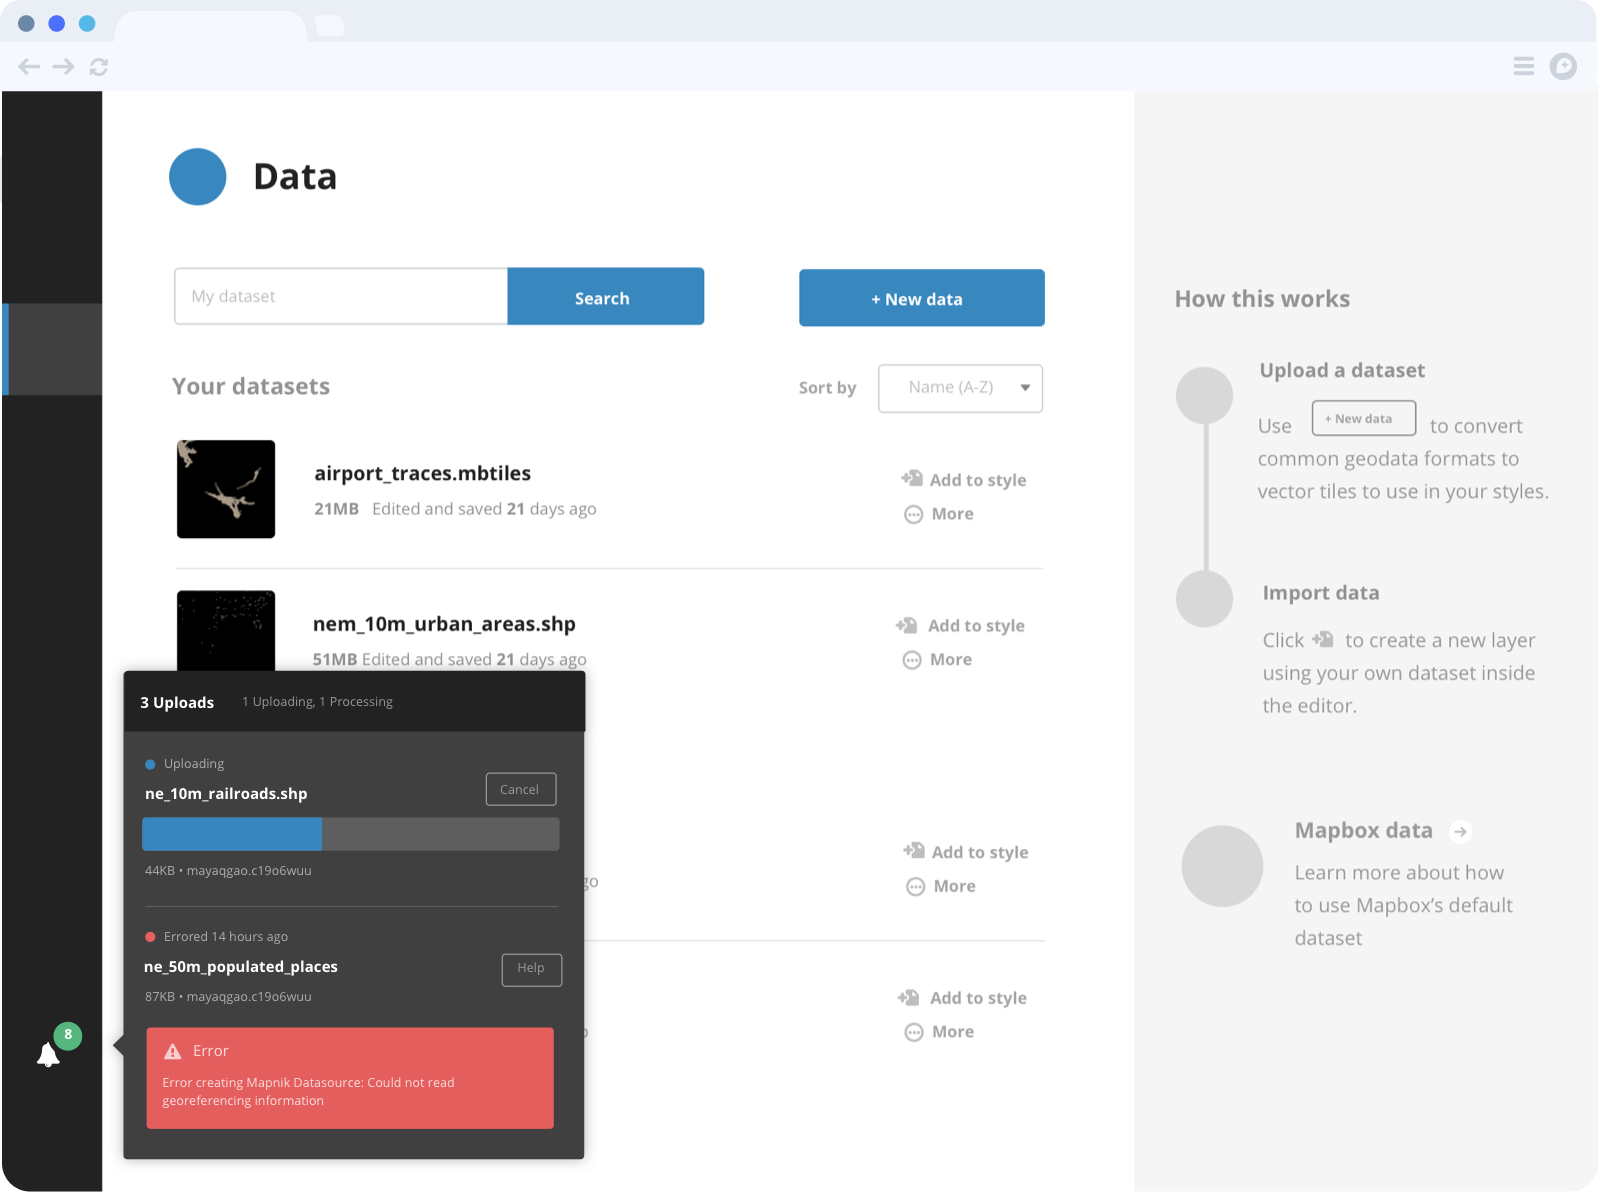 Data
My dataset
Search
+ New data
Your datasets
Sort by
Name (A-Z)
airport_traces.mbtiles
21MB Edited and saved 21 days ago
Add to style
More
nem_10m_urban_areas.shp
51MB Edited and saved 21 days ago
Add to style
More
go
Add to style
More
Add to style
More
3 Uploads
1 Uploading, 1 Processing
Uploading
ne_10m_railroads.shp
Cancel
44KB • mayaqgao.c19o6wuu
Errored 14 hours ago
ne_50m_populated_places
Help
87KB • mayaqgao.c19o6wuu
Error
Error creating Mapnik Datasource: Could not read
georeferencing information
8
How this works
Upload a dataset
Use + New data to convert
common geodata formats to
vector tiles to use in your styles.
Import data
Click to create a new layer
using your own dataset inside
the editor.
Mapbox data
Learn more about how
to use Mapbox’s default
dataset